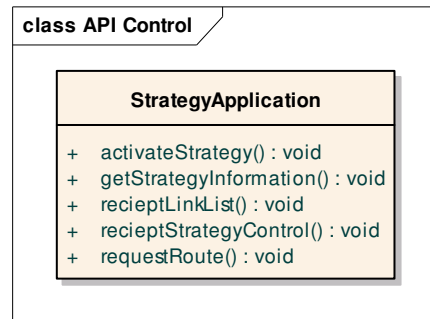 class API Control
StrategyApplication
+ activateStrategy() : void
+ getStrategyInformation() : void
+ recieptLinkList() : void
+ recieptStrategyControl() : void
+ requestRoute() : void